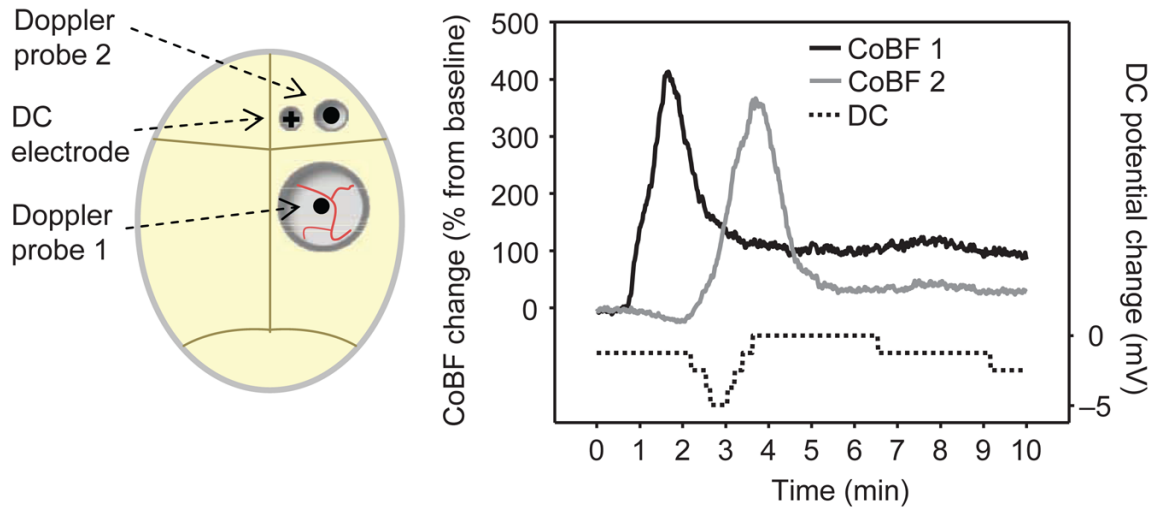 Doppler
probe 2
DC
electrode
Doppler
probe 1
CoBF change (% from baseline)
500
400
300
200
100
0
CoBF 1
CoBF 2
DC
DC potential change (mV)
0
–5
0 1 2 3 4 5 6 7 8 9 10
Time (min)